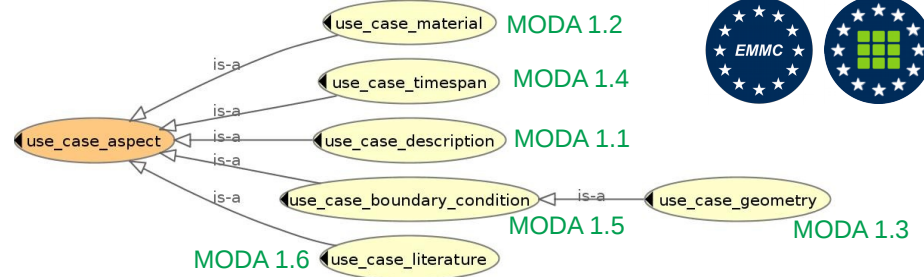 use_case_material MODA 1.2
EMMC
is-a
use_case_timespan MODA 1.4
is-a
use_case_aspect is-a use_case_description MODA 1.1
is-a
use_case_boundary_condition is-a use_case_geometry
MODA 1.5 MODA 1.3
is-a
MODA 1.6 use_case_literature